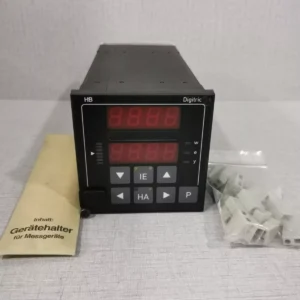 HB
Digitric
w
x
y
IE
HA
P
Inhalt:
Gerätehalter
für Messgeräte